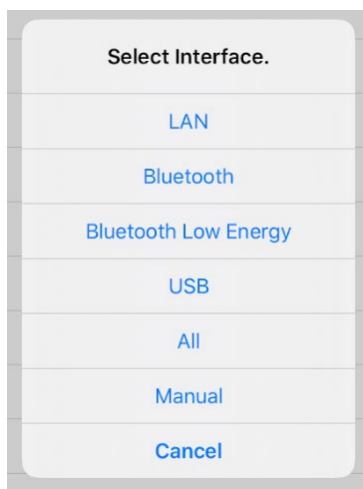 Select Interface.
LAN
Bluetooth
Bluetooth Low Energy
USB
All
Manual
Cancel